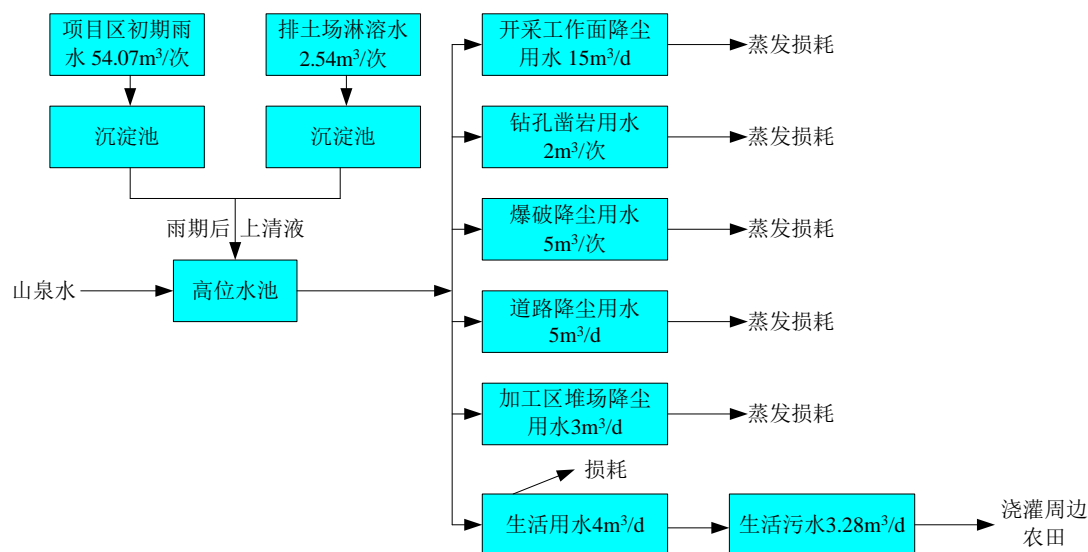 项目区初期雨
水 54.07m³/次
排土场淋溶水
2.54m³/次
沉淀池
沉淀池
雨期后
上清液
山泉水
高位水池
开采工作面降尘
用水 15m³/d
蒸发损耗
钻孔凿岩用水
2m³/次
蒸发损耗
爆破降尘用水
5m³/次
蒸发损耗
道路降尘用水
5m³/d
蒸发损耗
加工区堆场降尘
用水3m³/d
蒸发损耗
损耗
生活用水4m³/d
生活污水3.28m³/d
浇灌周边
农田